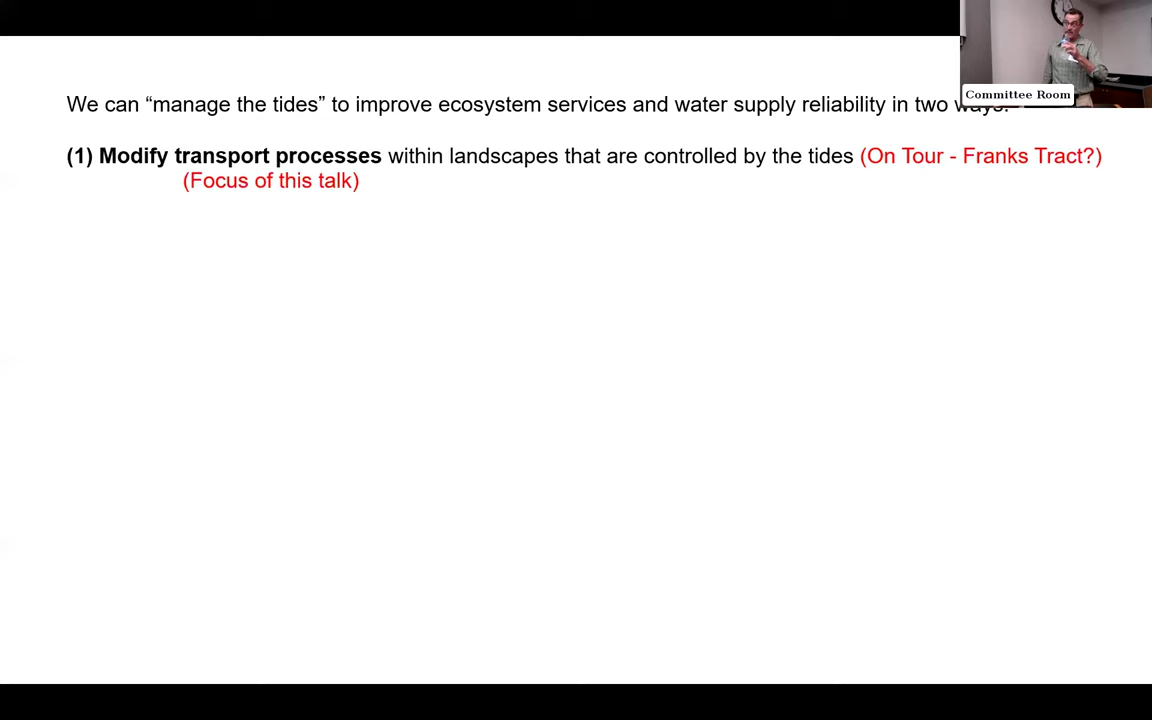 We can “manage the tides” to improve ecosystem services and water supply reliability in two ways:
(1) Modify transport processes within landscapes that are controlled by the tides (On Tour - Franks Tract?)
(Focus of this talk)
Committee Room